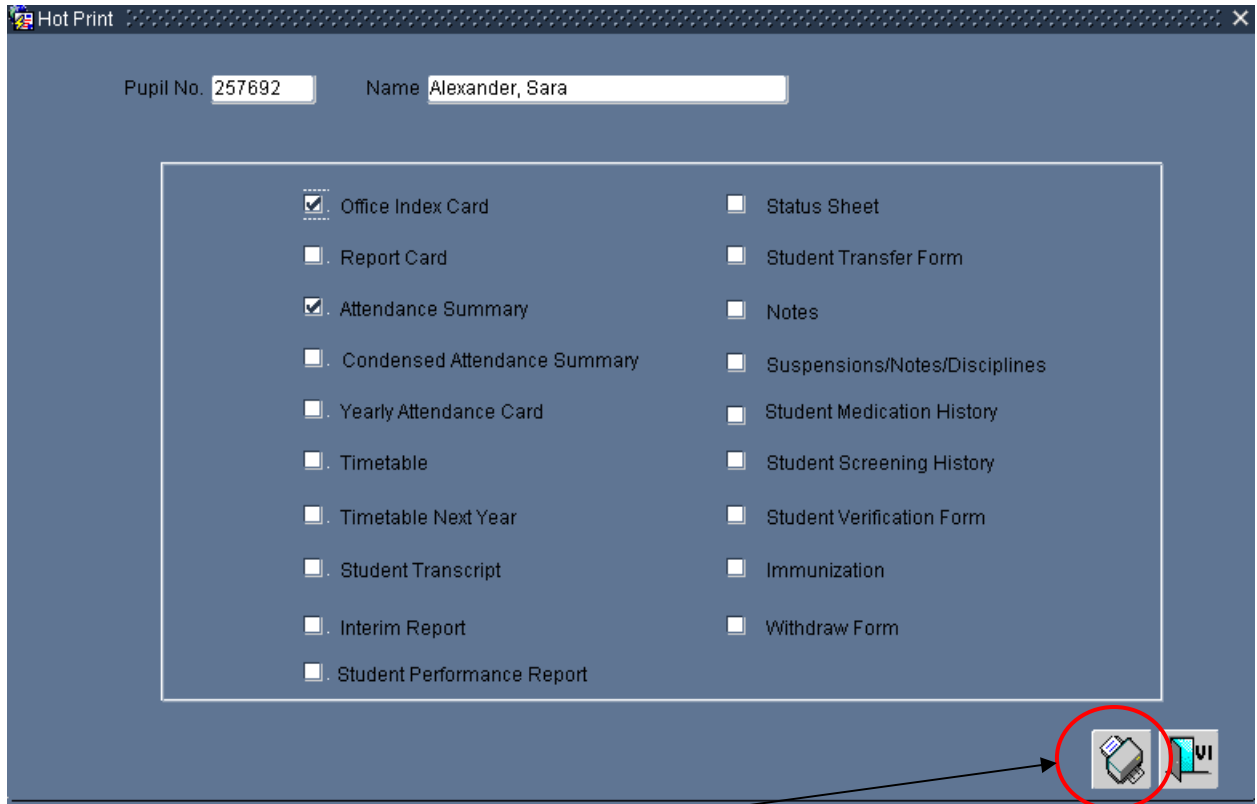 Hot Print
Pupil No. 257692 Name Alexander, Sara
Office Index Card
Report Card
Attendance Summary
Condensed Attendance Summary
Yearly Attendance Card
Timetable
Timetable Next Year
Student Transcript
Interim Report
Student Performance Report
Status Sheet
Student Transfer Form
Notes
Suspensions/Notes/Disciplines
Student Medication History
Student Screening History
Student Verification Form
Immunization
Withdraw Form
VI